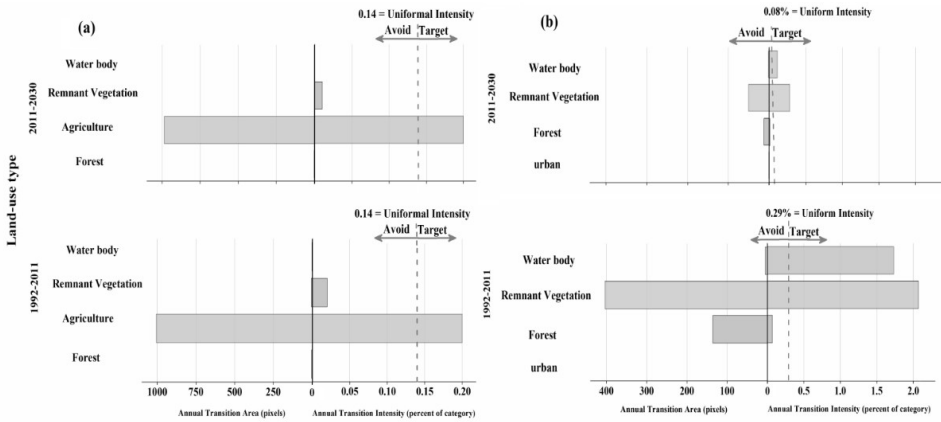 (a)
0.14 = Uniformal Intensity
Avoid Target
Water body
Remnant Vegetation
Agriculture
Forest
2011-2030
0.14 = Uniformal Intensity
Avoid Target
Water body
Remnant Vegetation
Agriculture
Forest
1992-2011
Land-use type
1000 750 500 250 0 0.05 0.10 0.15 0.20
Annual Transition Area (pixels) Annual Transition Intensity (percent of category)
(b)
0.08% = Uniform Intensity
Avoid Target
Water body
Remnant Vegetation
Forest
urban
2011-2030
0.29% = Uniform Intensity
Avoid Target
Water body
Remnant Vegetation
Forest
urban
1992-2011
400 300 200 100 0 0.5 1.0 1.5 2.0
Annual Transition Area (pixels) Annual Transition Intensity (percent of category)